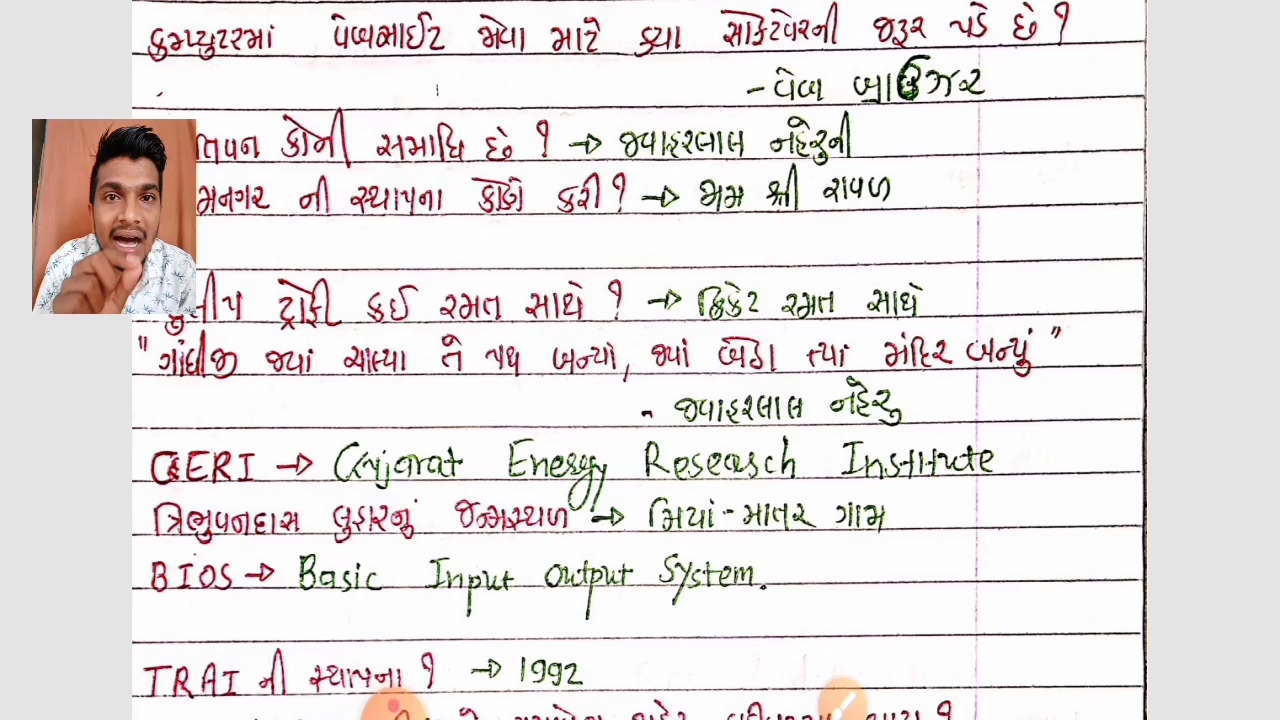 કમ્પ્યુટરમાં વેબસાઈટ જોવા માટે ક્યા સોફ્ટવેરની જરૂર પડે છે ?
- વેબ બ્રાઉઝર
તિવન કોની સમાધિ છે ? → જવાહરલાલ નહેરુની
મનગર ની સ્થાપના કોણે કરી ? → જામ શ્રી રાવળ
ટ્રોફી કઈ રમત સાથે ? → ક્રિકેટ રમત સાથે
" ગાંધીજી જ્યાં ચાલ્યા તે પથ બન્યો, જ્યાં બેઠા ત્યાં મંદિર બન્યું "
- જવાહરલાલ નહેરુ
GERI → Gujarat Energy Research Institute
ત્રિભુવનદાસ લુહારનું જન્મસ્થળ → મિયાં-માતર ગામ
BIOS → Basic Input Output System.
TRAI ની સ્થાપના ? → 1992